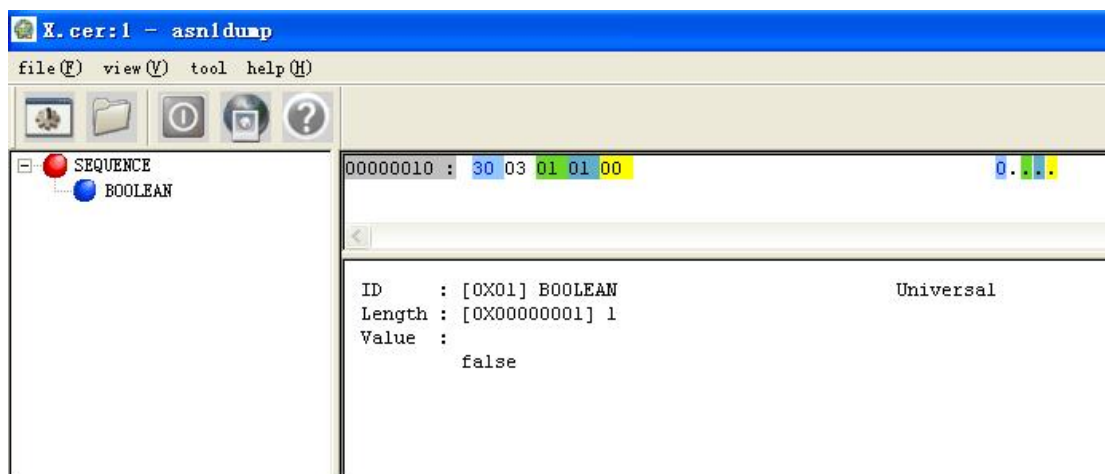 X.cer:1 - asn1dump
file(F) view(V) tool help(H)
SEQUENCE
BOOLEAN
00000010 : 30 03 01 01 00 0....
ID : [0X01] BOOLEAN Universal
Length : [0X00000001] 1
Value :
false